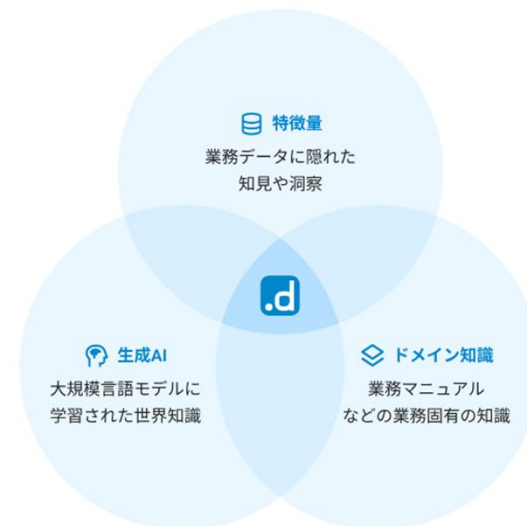 特徴量
業務データに隠れた
知見や洞察
.d
生成AI
大規模言語モデルに
学習された世界知識
ドメイン知識
業務マニュアル
などの業務固有の知識